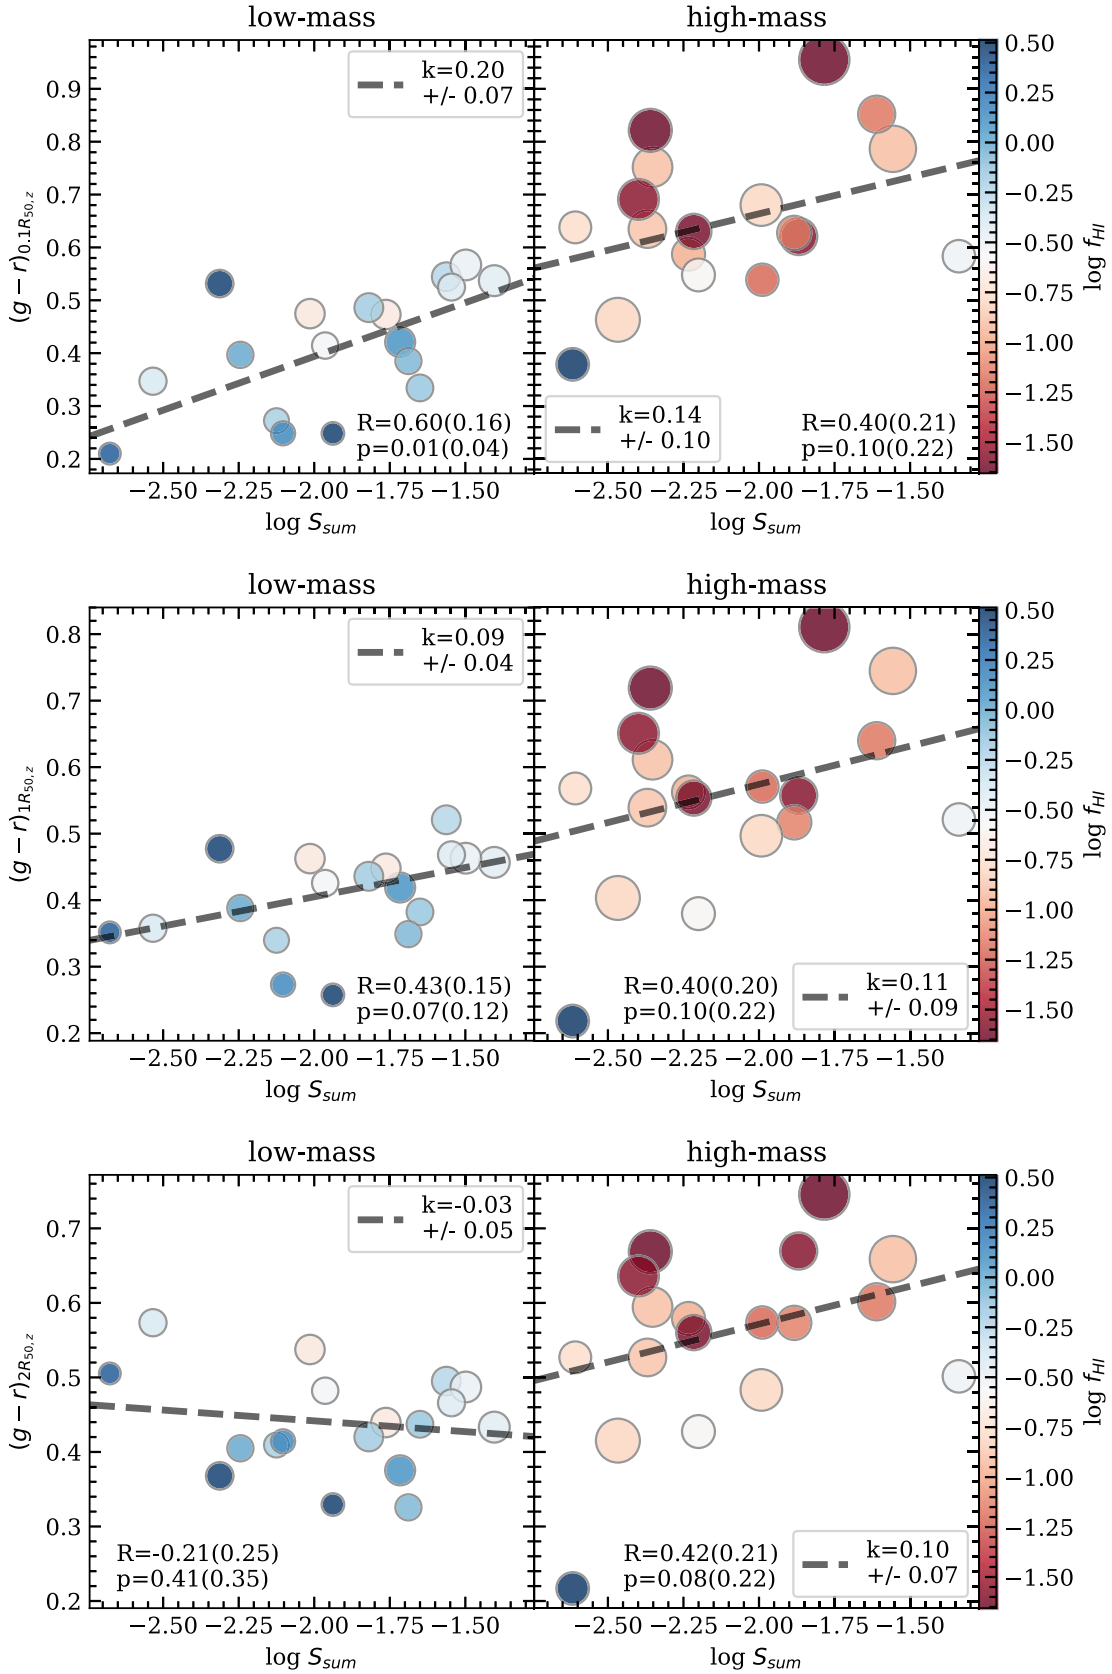 low-mass
high-mass
k=0.20
+/- 0.07
R=0.60(0.16)
p=0.01(0.04)
k=0.14
+/- 0.10
R=0.40(0.21)
p=0.10(0.22)
0.9
0.8
0.7
0.6
0.5
0.4
0.3
0.2
(g − r)0.1R50,z
−2.50 −2.25 −2.00 −1.75 −1.50
−2.50 −2.25 −2.00 −1.75 −1.50
log Ssum
log Ssum
0.50
0.25
0.00
−0.25
−0.50
−0.75
−1.00
−1.25
−1.50
log fHI
low-mass
high-mass
k=0.09
+/- 0.04
R=0.43(0.15)
p=0.07(0.12)
R=0.40(0.20)
p=0.10(0.22)
k=0.11
+/- 0.09
0.8
0.7
0.6
0.5
0.4
0.3
0.2
(g − r)1R50,z
−2.50 −2.25 −2.00 −1.75 −1.50
−2.50 −2.25 −2.00 −1.75 −1.50
log Ssum
log Ssum
0.50
0.25
0.00
−0.25
−0.50
−0.75
−1.00
−1.25
−1.50
log fHI
low-mass
high-mass
k=-0.03
+/- 0.05
R=-0.21(0.25)
p=0.41(0.35)
R=0.42(0.21)
p=0.08(0.22)
k=0.10
+/- 0.07
0.7
0.6
0.5
0.4
0.3
0.2
(g − r)2R50,z
−2.50 −2.25 −2.00 −1.75 −1.50
−2.50 −2.25 −2.00 −1.75 −1.50
log Ssum
log Ssum
0.50
0.25
0.00
−0.25
−0.50
−0.75
−1.00
−1.25
−1.50
log fHI